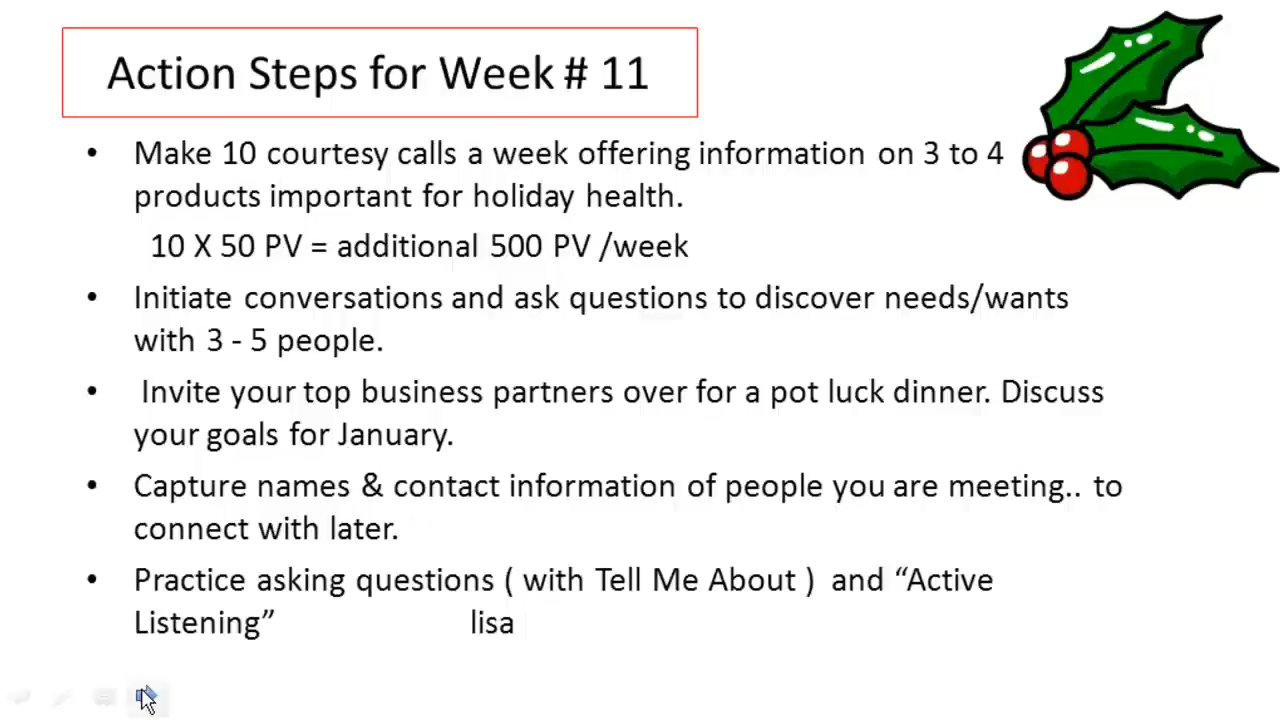 Action Steps for Week # 11
• Make 10 courtesy calls a week offering information on 3 to 4
products important for holiday health.
10 X 50 PV = additional 500 PV /week
• Initiate conversations and ask questions to discover needs/wants
with 3 - 5 people.
• Invite your top business partners over for a pot luck dinner. Discuss
your goals for January.
• Capture names & contact information of people you are meeting.. to
connect with later.
• Practice asking questions ( with Tell Me About ) and “Active
Listening” lisa